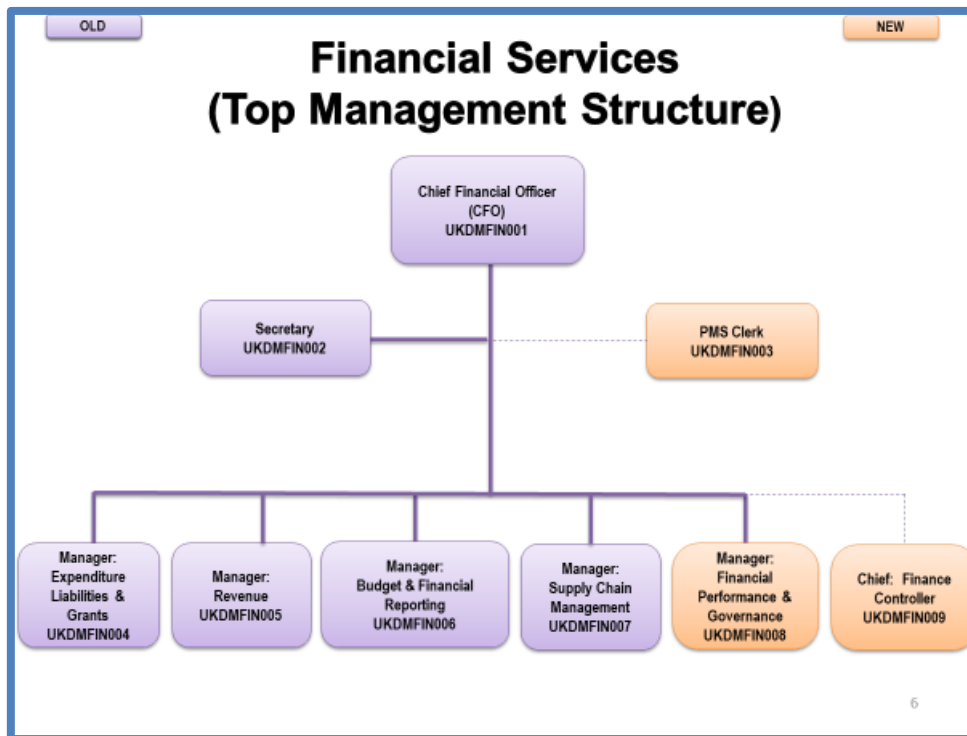 OLD
NEW
Financial Services
(Top Management Structure)
Chief Financial Officer
(CFO)
UKDMFIN001
Secretary
UKDMFIN002
PMS Clerk
UKDMFIN003
Manager:
Expenditure
Liabilities &
Grants
UKDMFIN004
Manager:
Revenue
UKDMFIN005
Manager:
Budget & Financial
Reporting
UKDMFIN006
Manager:
Supply Chain
Management
UKDMFIN007
Manager:
Financial
Performance &
Governance
UKDMFIN008
Chief: Finance
Controller
UKDMFIN009
6